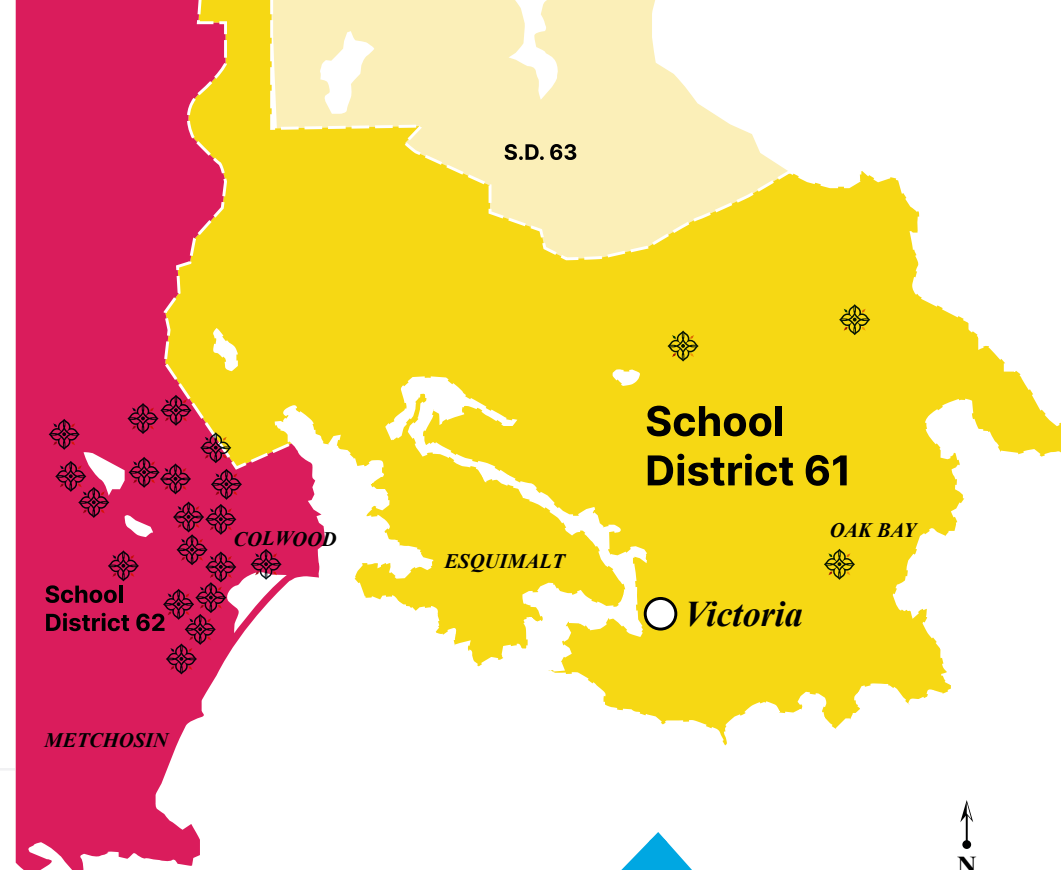 S.D. 63
School
District 61
OAK BAY
COLWOOD
ESQUIMALT
School
District 62
Victoria
METCHOSIN
N